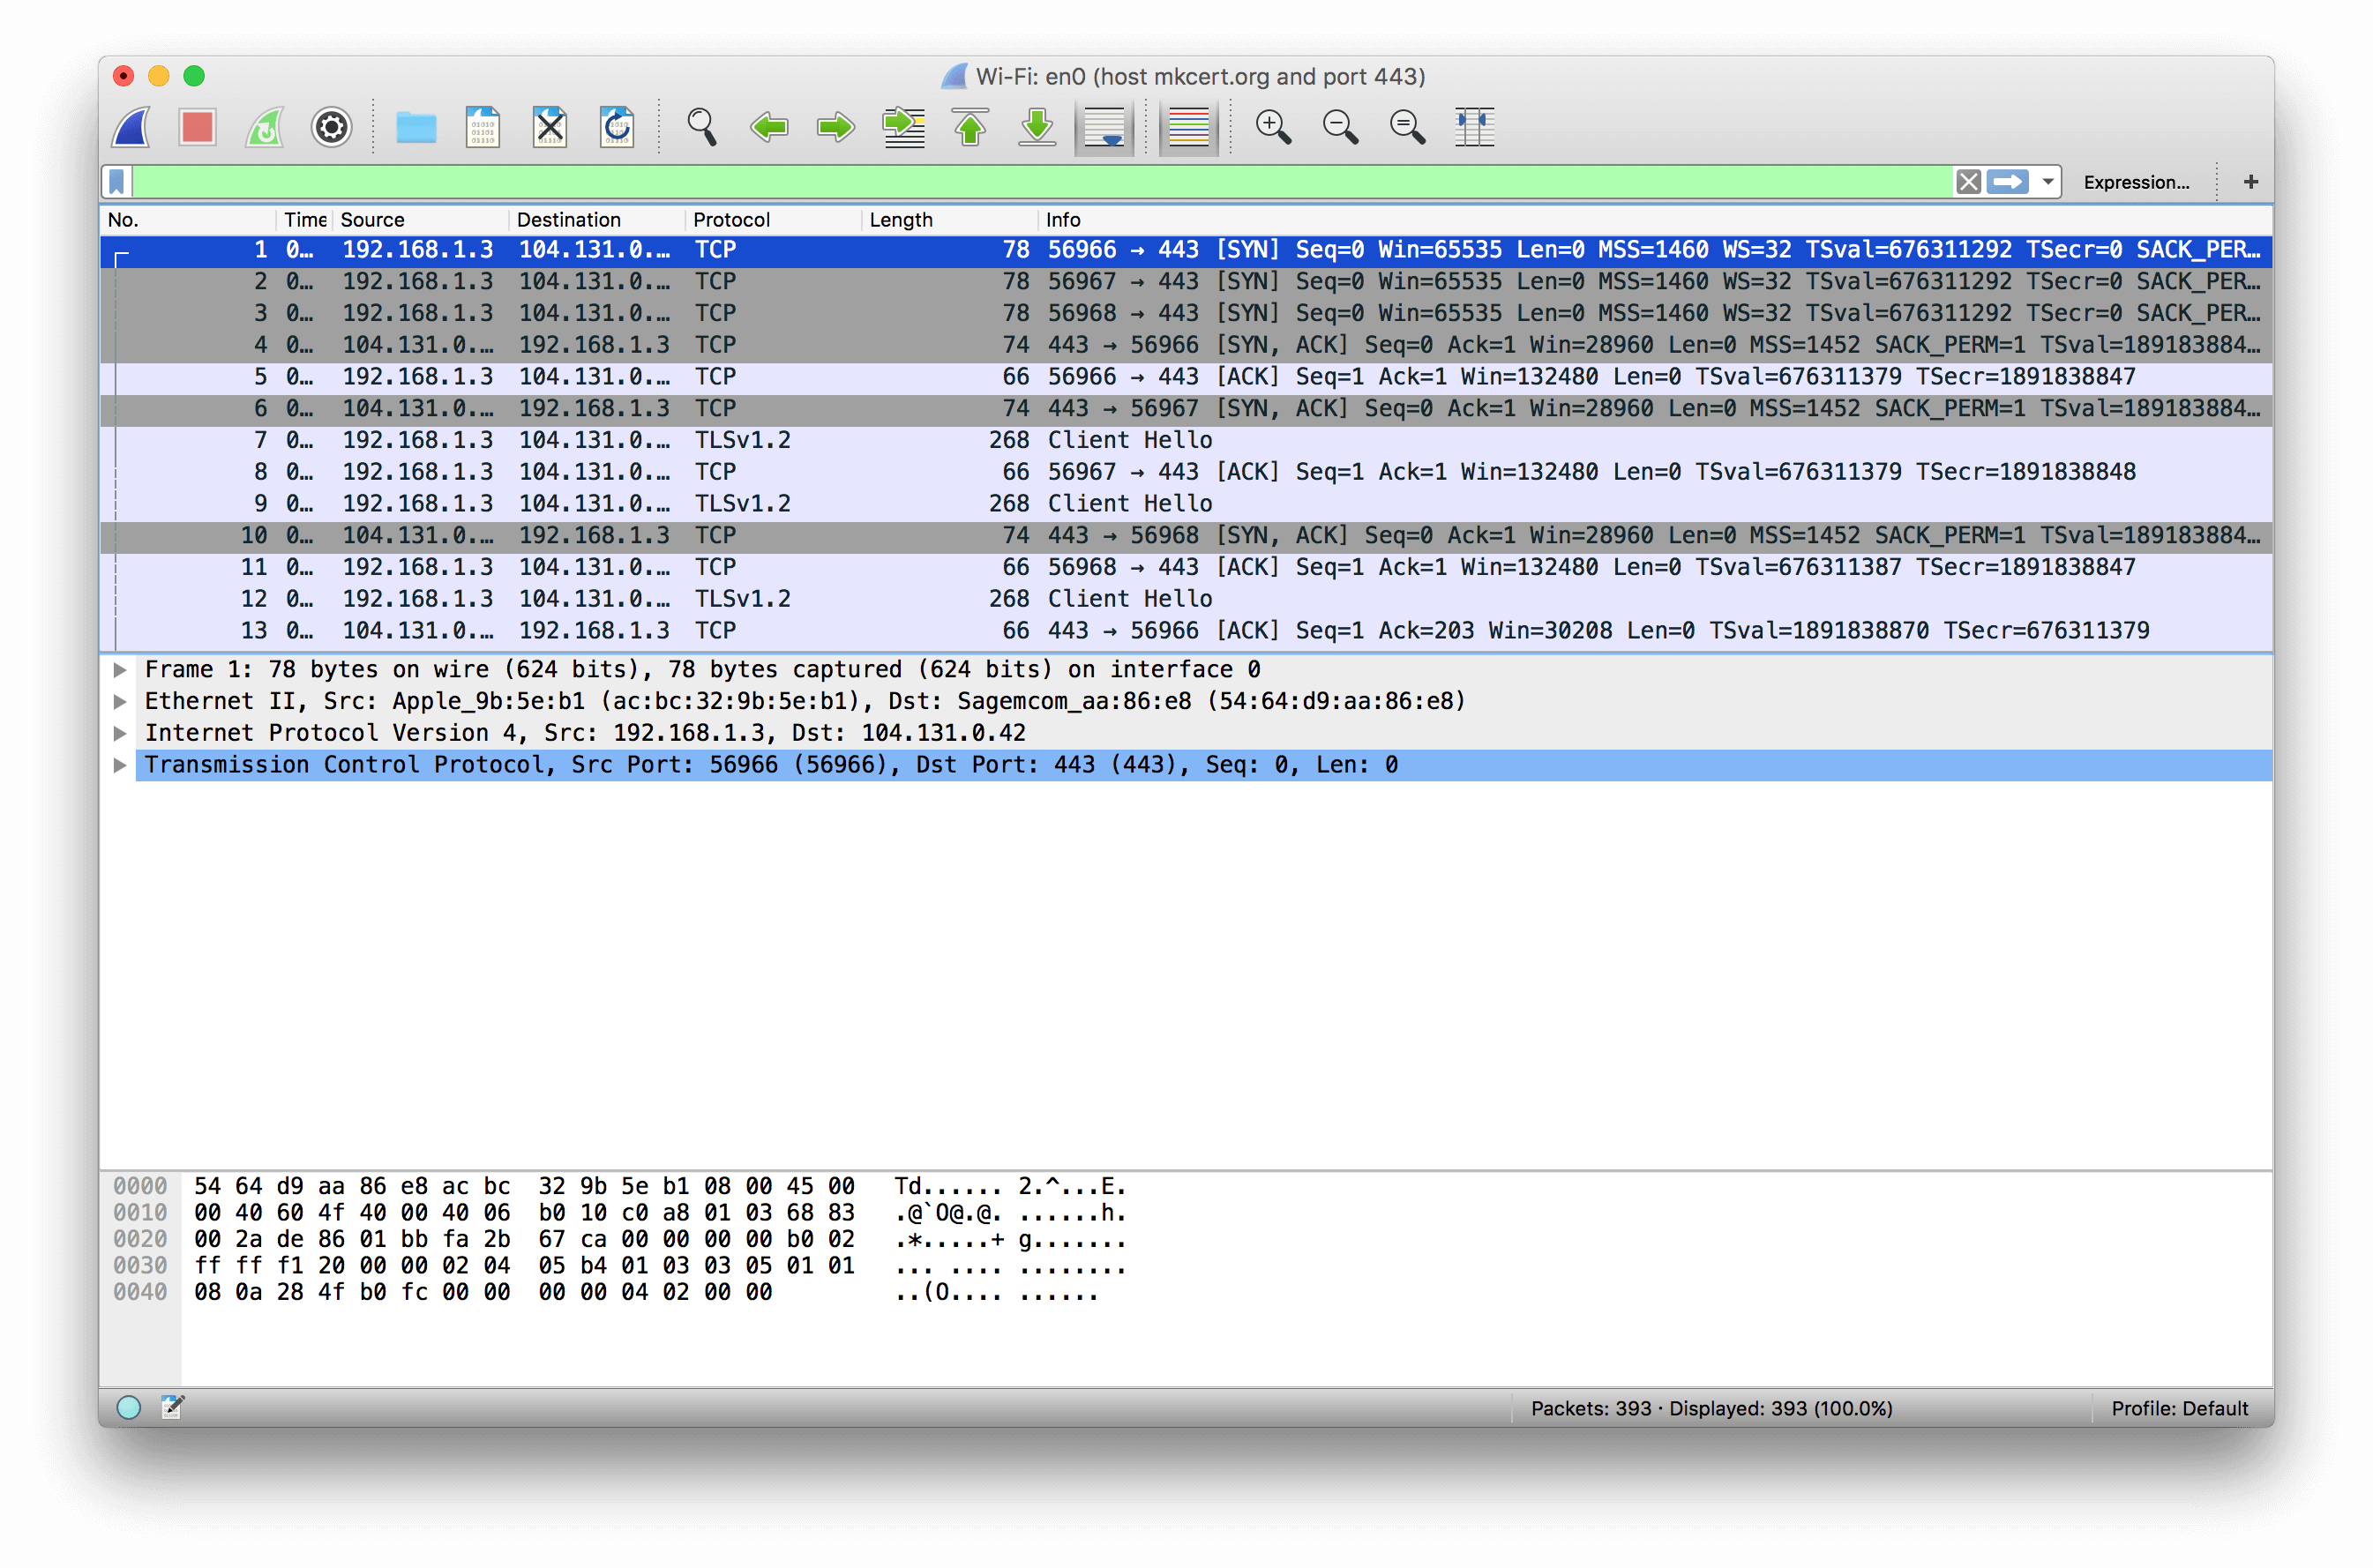 Wi-Fi: en0 (host mkcert.org and port 443)
Expression... +
No. Time Source Destination Protocol Length Info
1 0… 192.168.1.3 104.131.0.… TCP 78 56966 → 443 [SYN] Seq=0 Win=65535 Len=0 MSS=1460 WS=32 TSval=676311292 TSecr=0 SACK_PER…
2 0… 192.168.1.3 104.131.0.… TCP 78 56967 → 443 [SYN] Seq=0 Win=65535 Len=0 MSS=1460 WS=32 TSval=676311292 TSecr=0 SACK_PER…
3 0… 192.168.1.3 104.131.0.… TCP 78 56968 → 443 [SYN] Seq=0 Win=65535 Len=0 MSS=1460 WS=32 TSval=676311292 TSecr=0 SACK_PER…
4 0… 104.131.0.… 192.168.1.3 TCP 74 443 → 56966 [SYN, ACK] Seq=0 Ack=1 Win=28960 Len=0 MSS=1452 SACK_PERM=1 TSval=189183884…
5 0… 192.168.1.3 104.131.0.… TCP 66 56966 → 443 [ACK] Seq=1 Ack=1 Win=132480 Len=0 TSval=676311379 TSecr=1891838847
6 0… 104.131.0.… 192.168.1.3 TCP 74 443 → 56967 [SYN, ACK] Seq=0 Ack=1 Win=28960 Len=0 MSS=1452 SACK_PERM=1 TSval=189183884…
7 0… 192.168.1.3 104.131.0.… TLSv1.2 268 Client Hello
8 0… 192.168.1.3 104.131.0.… TCP 66 56967 → 443 [ACK] Seq=1 Ack=1 Win=132480 Len=0 TSval=676311379 TSecr=1891838848
9 0… 192.168.1.3 104.131.0.… TLSv1.2 268 Client Hello
10 0… 104.131.0.… 192.168.1.3 TCP 74 443 → 56968 [SYN, ACK] Seq=0 Ack=1 Win=28960 Len=0 MSS=1452 SACK_PERM=1 TSval=189183884…
11 0… 192.168.1.3 104.131.0.… TCP 66 56968 → 443 [ACK] Seq=1 Ack=1 Win=132480 Len=0 TSval=676311387 TSecr=1891838847
12 0… 192.168.1.3 104.131.0.… TLSv1.2 268 Client Hello
13 0… 104.131.0.… 192.168.1.3 TCP 66 443 → 56966 [ACK] Seq=1 Ack=203 Win=30208 Len=0 TSval=1891838870 TSecr=676311379
Frame 1: 78 bytes on wire (624 bits), 78 bytes captured (624 bits) on interface 0
Ethernet II, Src: Apple_9b:5e:b1 (ac:bc:32:9b:5e:b1), Dst: Sagemcom_aa:86:e8 (54:64:d9:aa:86:e8)
Internet Protocol Version 4, Src: 192.168.1.3, Dst: 104.131.0.42
Transmission Control Protocol, Src Port: 56966 (56966), Dst Port: 443 (443), Seq: 0, Len: 0
0000 54 64 d9 aa 86 e8 ac bc 32 9b 5e b1 08 00 45 00 Td...... 2.^...E.
0010 00 40 60 4f 40 00 40 06 b0 10 c0 a8 01 03 68 83 .@`O@.@. ......h.
0020 00 2a de 86 01 bb fa 2b 67 ca 00 00 00 00 b0 02 .*.....+ g.......
0030 ff ff f1 20 00 00 02 04 05 b4 01 03 03 05 01 01 ... .... ........
0040 08 0a 28 4f b0 fc 00 00 00 00 04 02 00 00 ..(O.... ......
Packets: 393 · Displayed: 393 (100.0%) Profile: Default